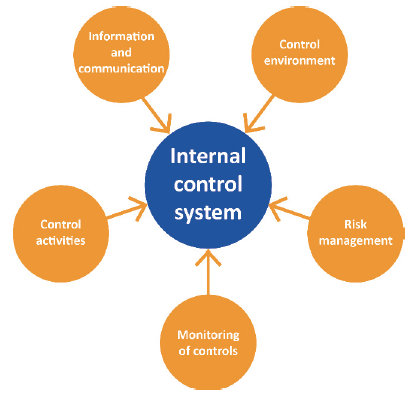 Information
and
communication
Control
environment
Internal
control
system
Control
activities
Risk
management
Monitoring
of controls